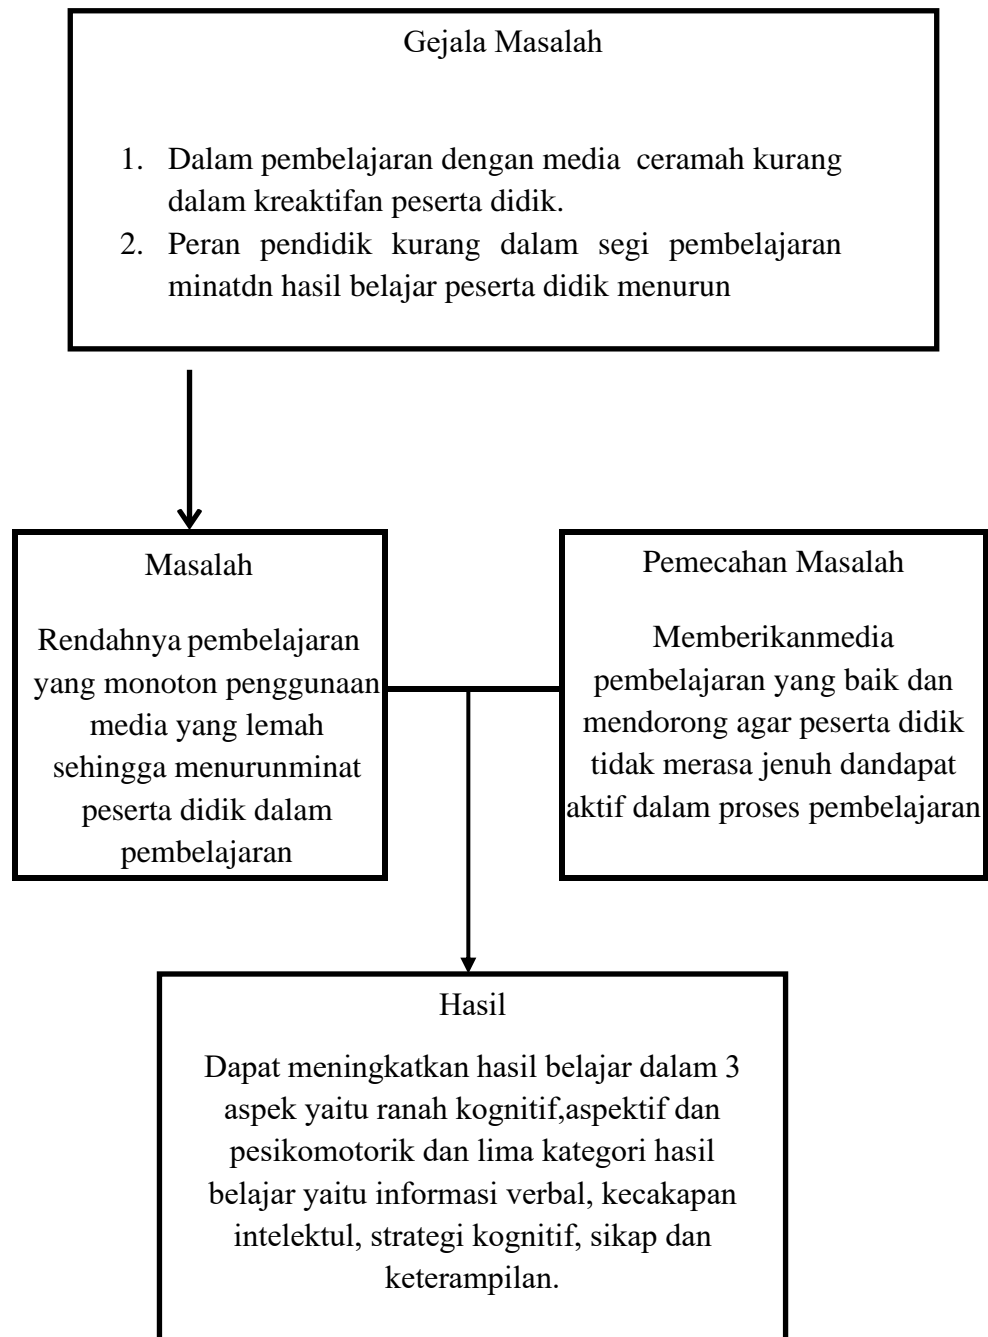 Gejala Masalah
1. Dalam pembelajaran dengan media ceramah kurang
dalam kreaktifan peserta didik.
2. Peran pendidik kurang dalam segi pembelajaran
minatdn hasil belajar peserta didik menurun
Masalah
Rendahnya pembelajaran
yang monoton penggunaan
media yang lemah
sehingga menurunminat
peserta didik dalam
pembelajaran
Pemecahan Masalah
Memberikanmedia
pembelajaran yang baik dan
mendorong agar peserta didik
tidak merasa jenuh dandapat
aktif dalam proses pembelajaran
Hasil
Dapat meningkatkan hasil belajar dalam 3
aspek yaitu ranah kognitif,aspektif dan
pesikomotorik dan lima kategori hasil
belajar yaitu informasi verbal, kecakapan
intelektul, strategi kognitif, sikap dan
keterampilan.